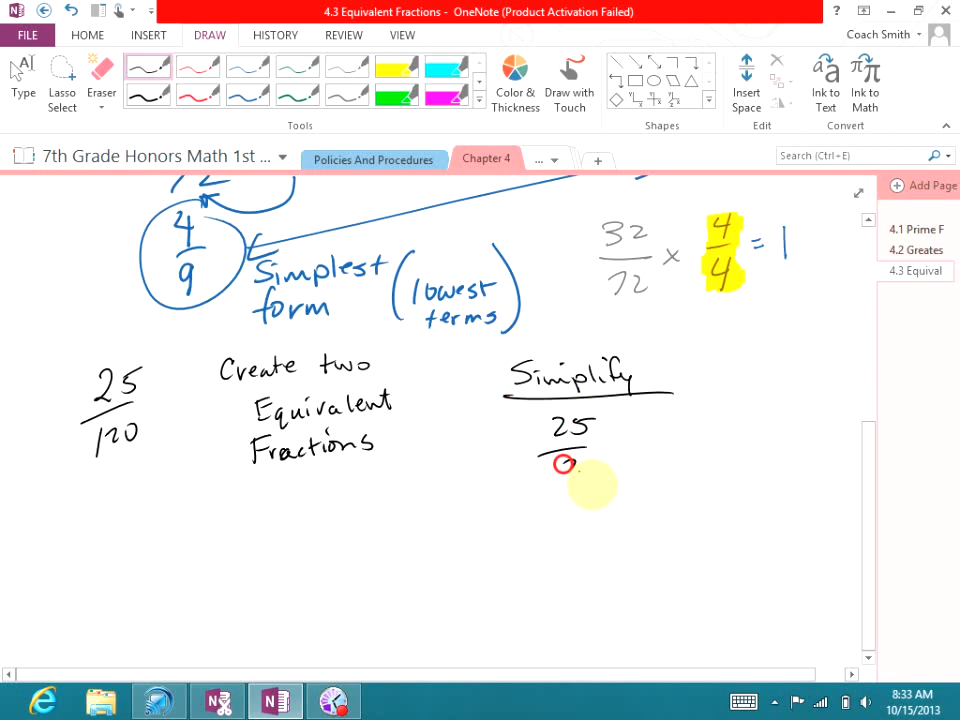 4.3 Equivalent Fractions - OneNote (Product Activation Failed)
FILE HOME INSERT DRAW HISTORY REVIEW VIEW
Coach Smith
Type
Lasso Select
Eraser
Color & Thickness
Draw with Touch
Insert Space
Ink to Text
Ink to Math
Tools
Shapes
Edit
Convert
7th Grade Honors Math 1st ...
Policies And Procedures
Chapter 4
...
Search (Ctrl+E)
Add Page
4.1 Prime F
4.2 Greates
4.3 Equival
72
4
9
Simplest
form
(lowest
terms)
32
72
x
4
4
= 1
25
120
Create two
Equivalent
Fractions
Simplify
25
8:33 AM
10/15/2013